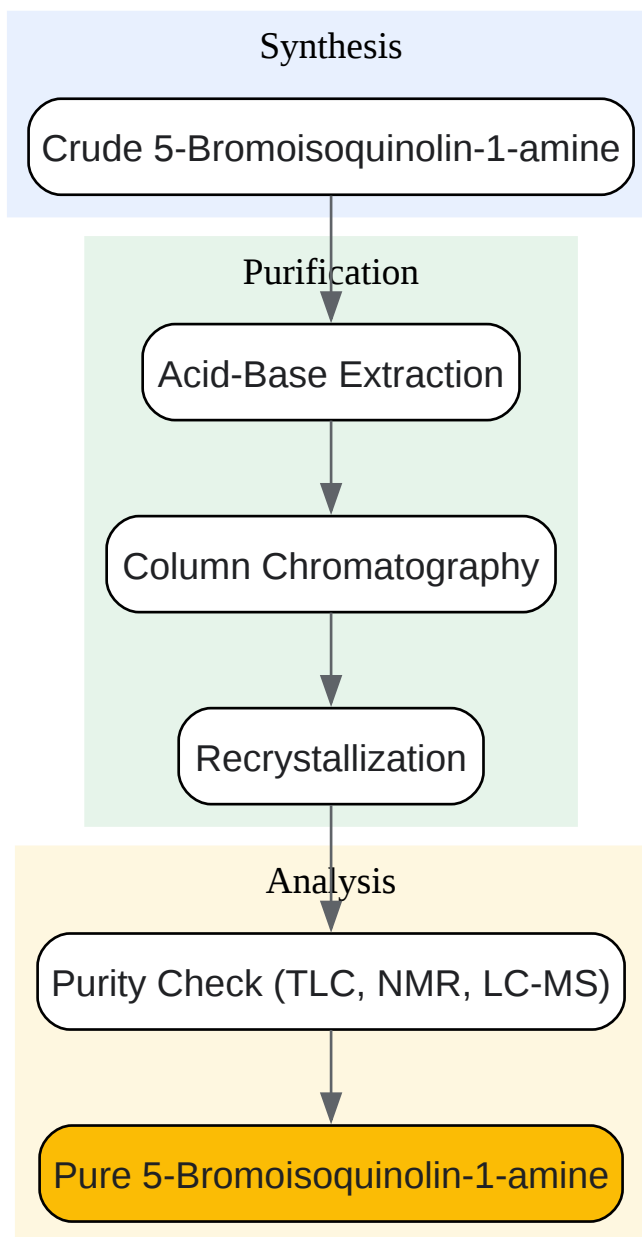 Synthesis
Crude 5-Bromoisoquinolin-1-amine
Purification
Acid-Base Extraction
Column Chromatography
Recrystallization
Analysis
Purity Check (TLC, NMR, LC-MS)
Pure 5-Bromoisoquinolin-1-amine